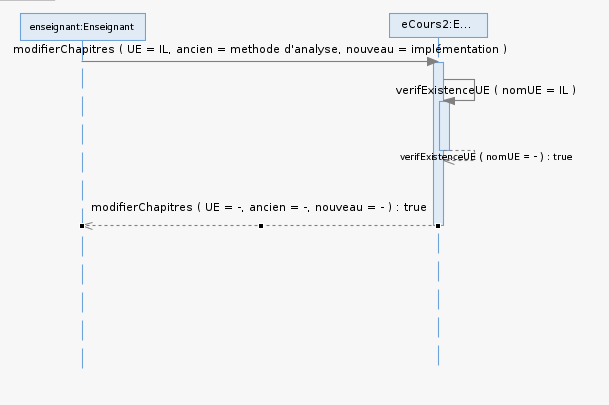 enseignant:Enseignant
eCours2:E...
modifierChapitres ( UE = IL, ancien = methode d'analyse, nouveau = implémentation )
verifExistenceUE ( nomUE = IL )
verifExistenceUE ( nomUE = - ) : true
modifierChapitres ( UE = -, ancien = -, nouveau = - ) : true